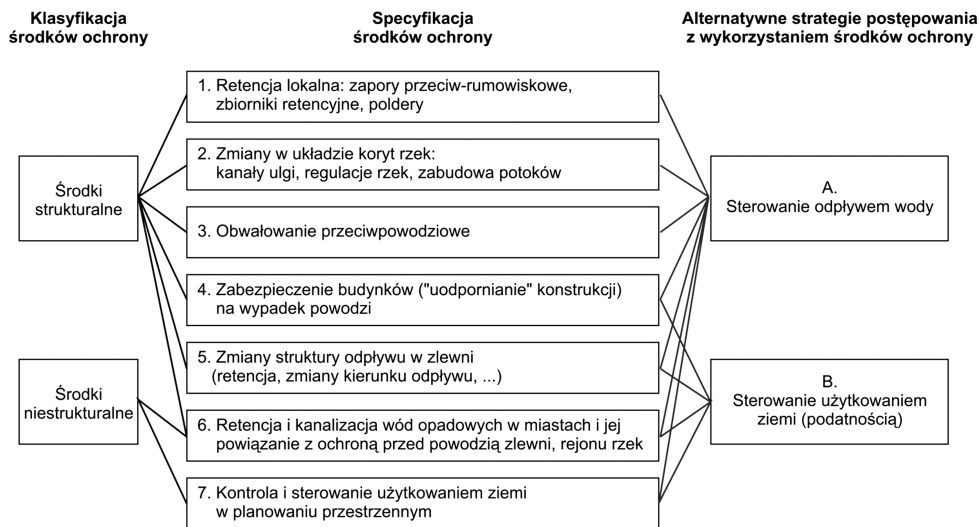 Klasyfikacja
środków ochrony
Specyfikacja
środków ochrony
Alternatywne strategie postępowania
z wykorzystaniem środków ochrony
Środki
strukturalne
Środki
niestrukturalne
1. Retencja lokalna: zapory przeciw-rumowiskowe,
zbiorniki retencyjne, poldery
2. Zmiany w układzie koryt rzek:
kanały ulgi, regulacje rzek, zabudowa potoków
3. Obwałowanie przeciwpowodziowe
4. Zabezpieczenie budynków ("uodpornianie" konstrukcji)
na wypadek powodzi
5. Zmiany struktury odpływu w zlewni
(retencja, zmiany kierunku odpływu, ...)
6. Retencja i kanalizacja wód opadowych w miastach i jej
powiązanie z ochroną przed powodzią zlewni, rejonu rzek
7. Kontrola i sterowanie użytkowaniem ziemi
w planowaniu przestrzennym
A.
Sterowanie odpływem wody
B.
Sterowanie użytkowaniem
ziemi (podatnością)